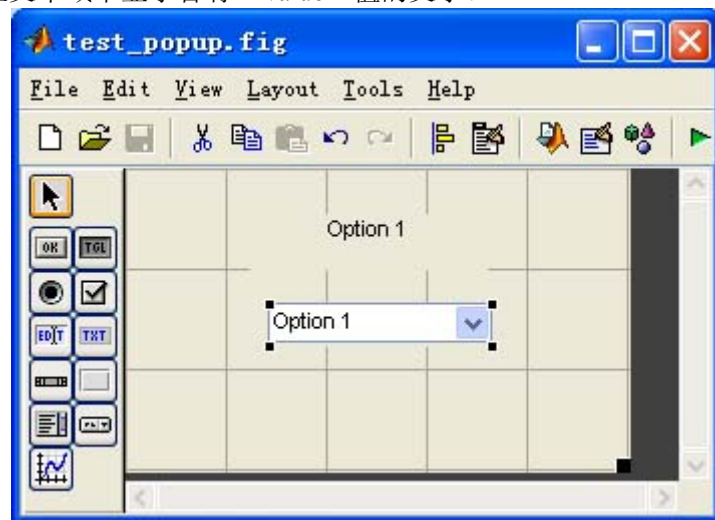 test_popup.fig
File Edit View Layout Tools Help
OK TGL
EDIT TXT
Option 1
Option 1